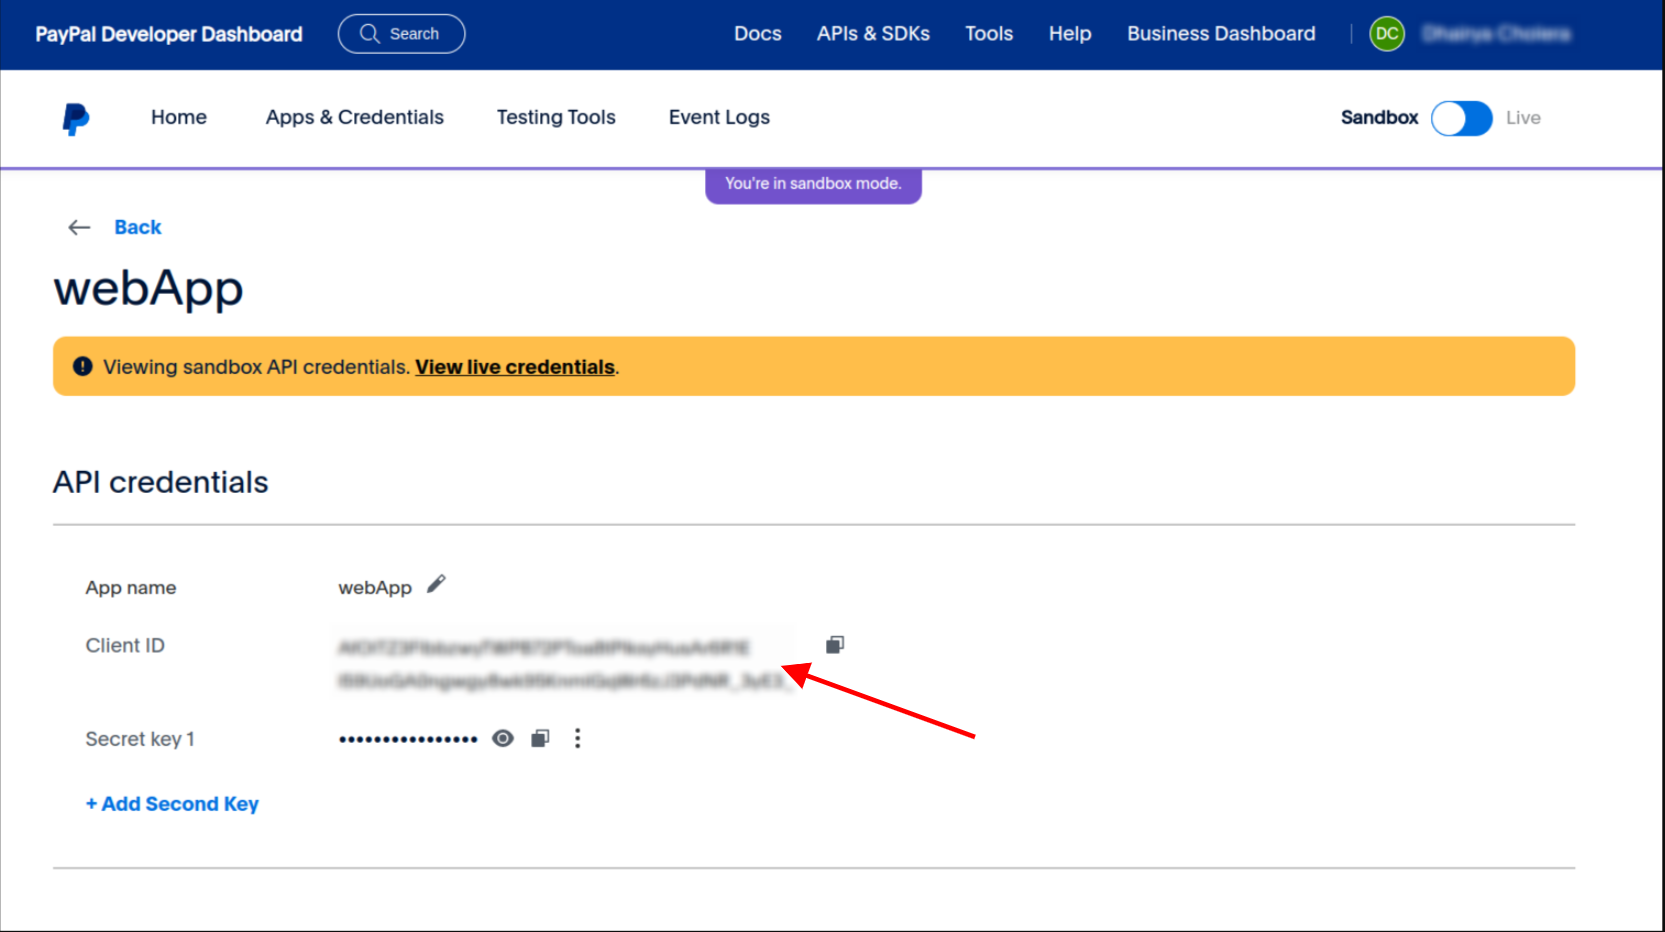 PayPal Developer Dashboard Search Docs APIs & SDKs Tools Help Business Dashboard DC
Home Apps & Credentials Testing Tools Event Logs Sandbox Live
You're in sandbox mode.
Back
webApp
Viewing sandbox API credentials. View live credentials.
API credentials
App name webApp
Client ID
Secret key 1 ••••••••••••••••
+ Add Second Key